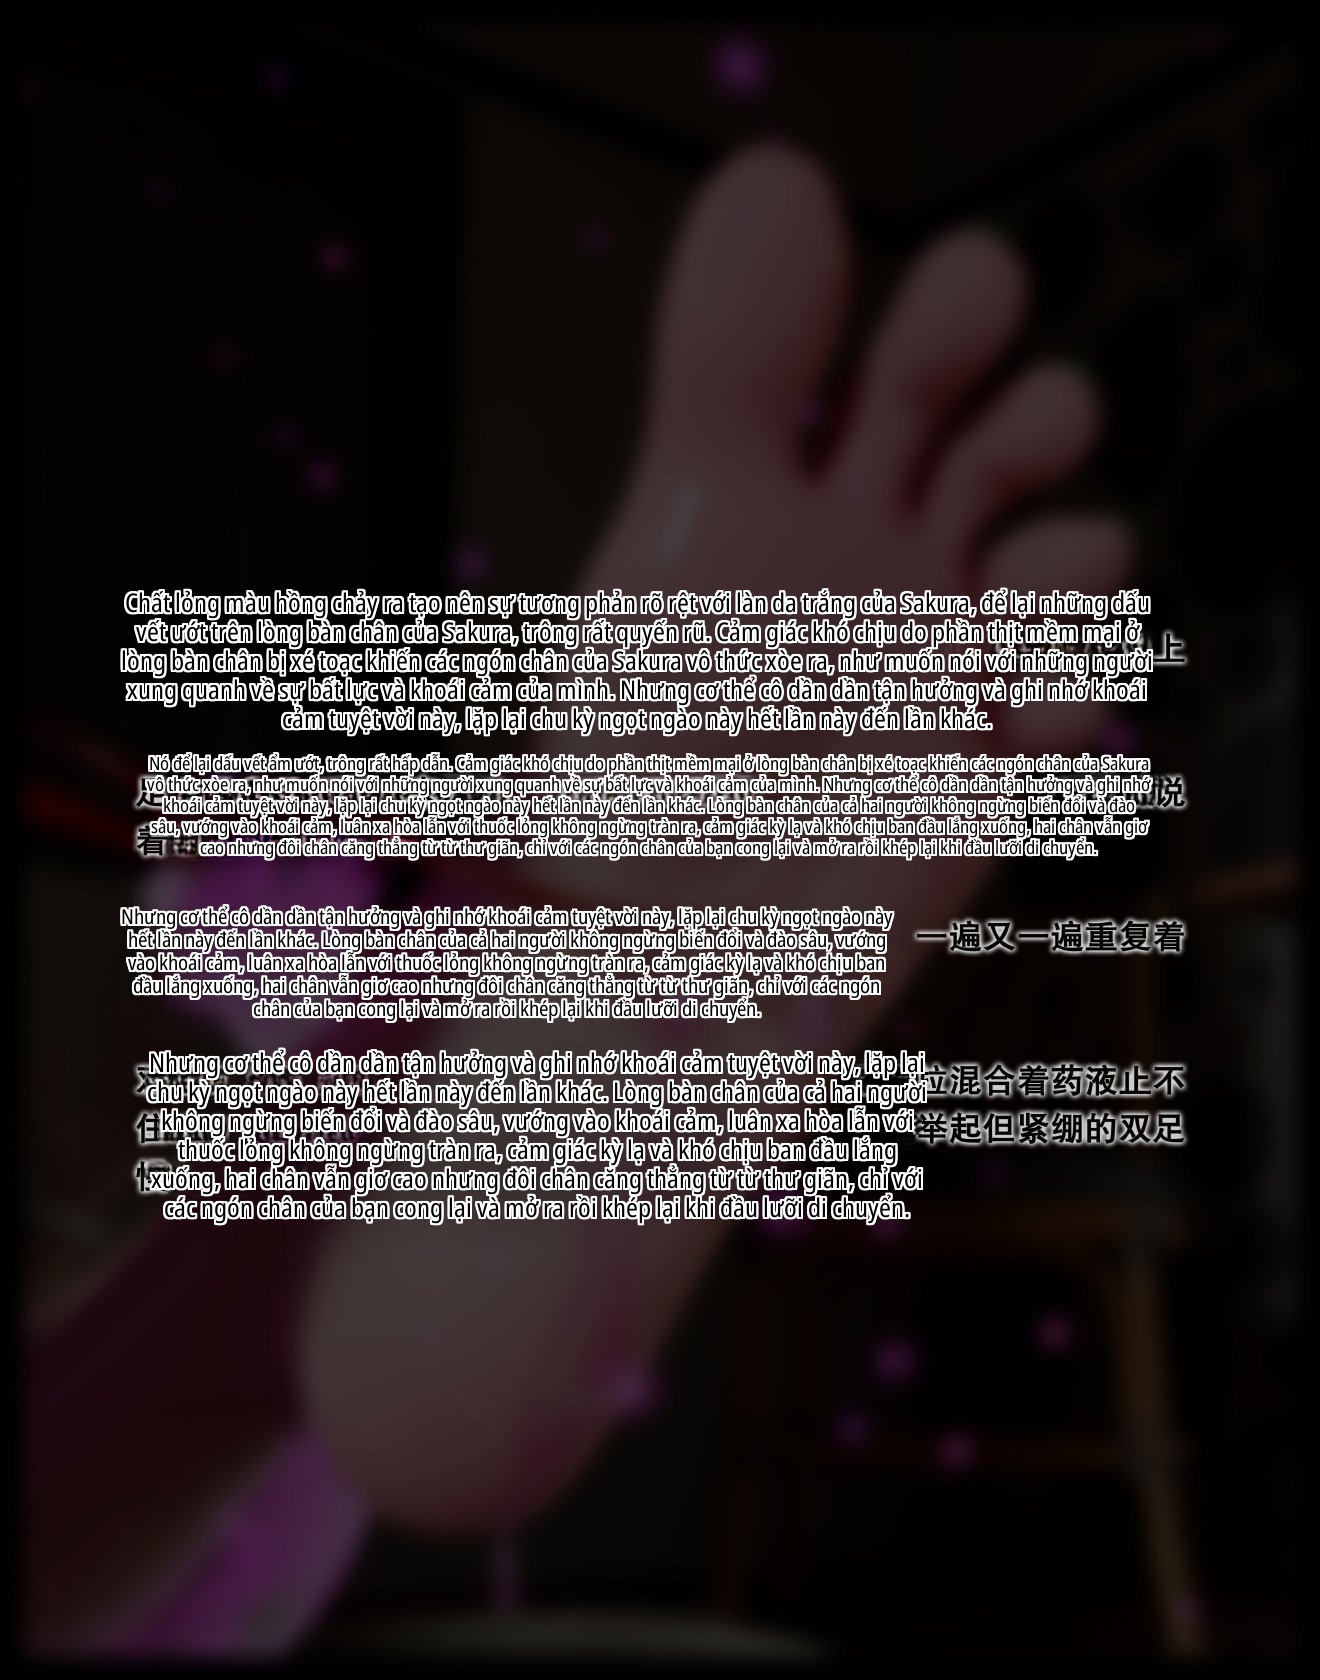 Chất lỏng màu hồng chảy ra tạo nên sự tương phản rõ rệt với làn da trắng của Sakura, để lại những dấu
vết ướt trên lòng bàn chân của Sakura, trông rất quyến rũ. Cảm giác khó chịu do phần thịt mềm mại ở
上
lòng bàn chân bị xé toạc khiến các ngón chân của Sakura vô thức xòe ra, như muốn nói với những người
xung quanh về sự bất lực và khoái cảm của mình. Nhưng cơ thể cô dần dần tận hưởng và ghi nhớ khoái
cảm tuyệt vời này, lặp lại chu kỳ ngọt ngào này hết lần này đến lần khác.
Nó để lại dấu vết ẩm ướt, trông rất hấp dẫn. Cảm giác khó chịu do phần thịt mềm mại ở lòng bàn chân bị xé toạc khiến các ngón chân của Sakura
vô thức xòe ra, như muốn nói với những người xung quanh về sự bất lực và khoái cảm của mình. Nhưng cơ thể cô dần dần tận hưởng và ghi nhớ
说
khoái cảm tuyệt vời này, lặp lại chu kỳ ngọt ngào này hết lần này đến lần khác. Lòng bàn chân của cả hai người không ngừng biến đổi và đào
sâu, vướng vào khoái cảm, luân xa hòa lẫn với thuốc lỏng không ngừng tràn ra, cảm giác kỳ lạ và khó chịu ban đầu lắng xuống, hai chân vẫn giơ
着
cao nhưng đôi chân căng thẳng từ từ thư giãn, chỉ với các ngón chân của bạn cong lại và mở ra rồi khép lại khi đầu lưỡi di chuyển.
Nhưng cơ thể cô dần dần tận hưởng và ghi nhớ khoái cảm tuyệt vời này, lặp lại chu kỳ ngọt ngào này
hết lần này đến lần khác. Lòng bàn chân của cả hai người không ngừng biến đổi và đào sâu, vướng
一遍又一遍重复着
vào khoái cảm, luân xa hòa lẫn với thuốc lỏng không ngừng tràn ra, cảm giác kỳ lạ và khó chịu ban
đầu lắng xuống, hai chân vẫn giơ cao nhưng đôi chân căng thẳng từ từ thư giãn, chỉ với các ngón
chân của bạn cong lại và mở ra rồi khép lại khi đầu lưỡi di chuyển.
Nhưng cơ thể cô dần dần tận hưởng và ghi nhớ khoái cảm tuyệt vời này, lặp lại
混合着药液止不
chu kỳ ngọt ngào này hết lần này đến lần khác. Lòng bàn chân của cả hai người
không ngừng biến đổi và đào sâu, vướng vào khoái cảm, luân xa hòa lẫn với
举起但紧绷的双足
thuốc lỏng không ngừng tràn ra, cảm giác kỳ lạ và khó chịu ban đầu lắng
xuống, hai chân vẫn giơ cao nhưng đôi chân căng thẳng từ từ thư giãn, chỉ với
các ngón chân của bạn cong lại và mở ra rồi khép lại khi đầu lưỡi di chuyển.